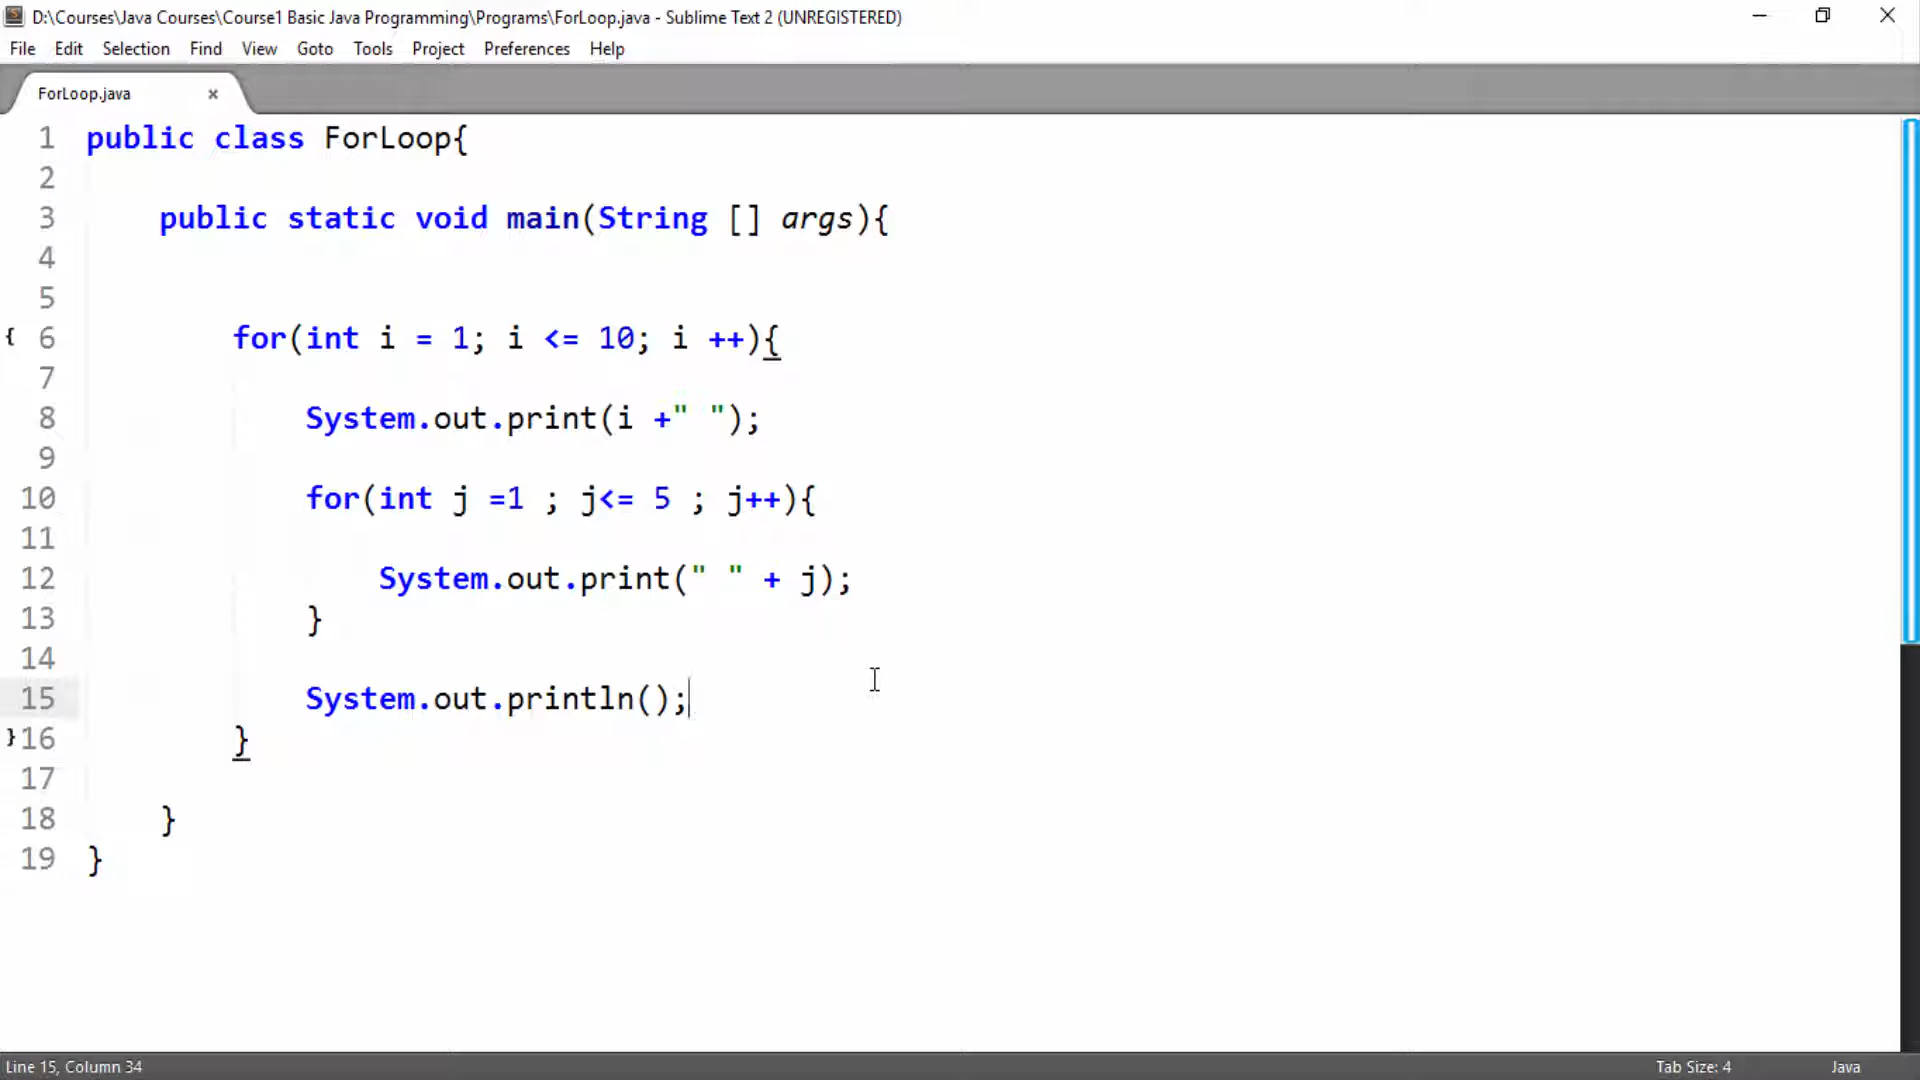 D:\Courses\Java Courses\Course1 Basic Java Programming\Programs\ForLoop.java - Sublime Text 2 (UNREGISTERED)
File Edit Selection Find View Goto Tools Project Preferences Help
ForLoop.java ×
1 public class ForLoop{
2
3 public static void main(String [] args){
4
5
{ 6 for(int i = 1; i <= 10; i ++){
7
8 System.out.print(i +" ");
9
10 for(int j =1 ; j<= 5 ; j++){
11
12 System.out.print(" " + j);
13 }
14
15 System.out.println();
} 16 }
17
18 }
19 }
Line 15, Column 34 Tab Size: 4 Java